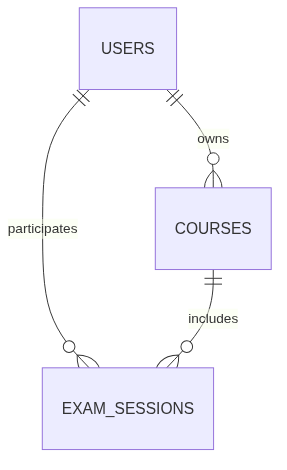 USERS
owns
COURSES
participates
includes
EXAM_SESSIONS